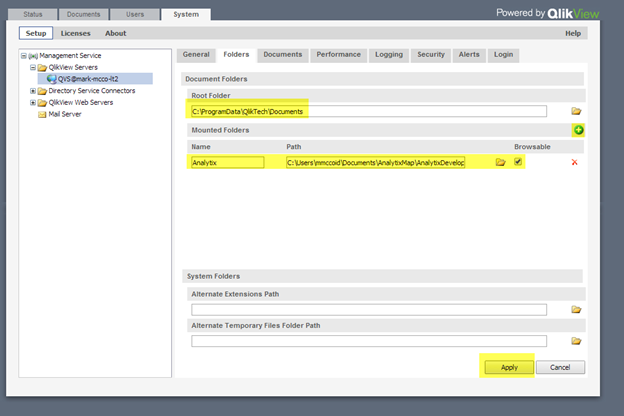 Status Documents Users System
Powered by QlikView
Setup Licenses About Help
Management Service
QlikView Servers
QVS@mark-mcco-lt2
Directory Service Connectors
QlikView Web Servers
Mail Server
General Folders Documents Performance Logging Security Alerts Login
Document Folders
Root Folder
C:\ProgramData\QlikTech\Documents
Mounted Folders
Name Path Browsable
Analytix C:\Users\mmccoid\Documents\AnalytixMap\AnalytixDevelop
System Folders
Alternate Extensions Path
Alternate Temporary Files Folder Path
Apply Cancel